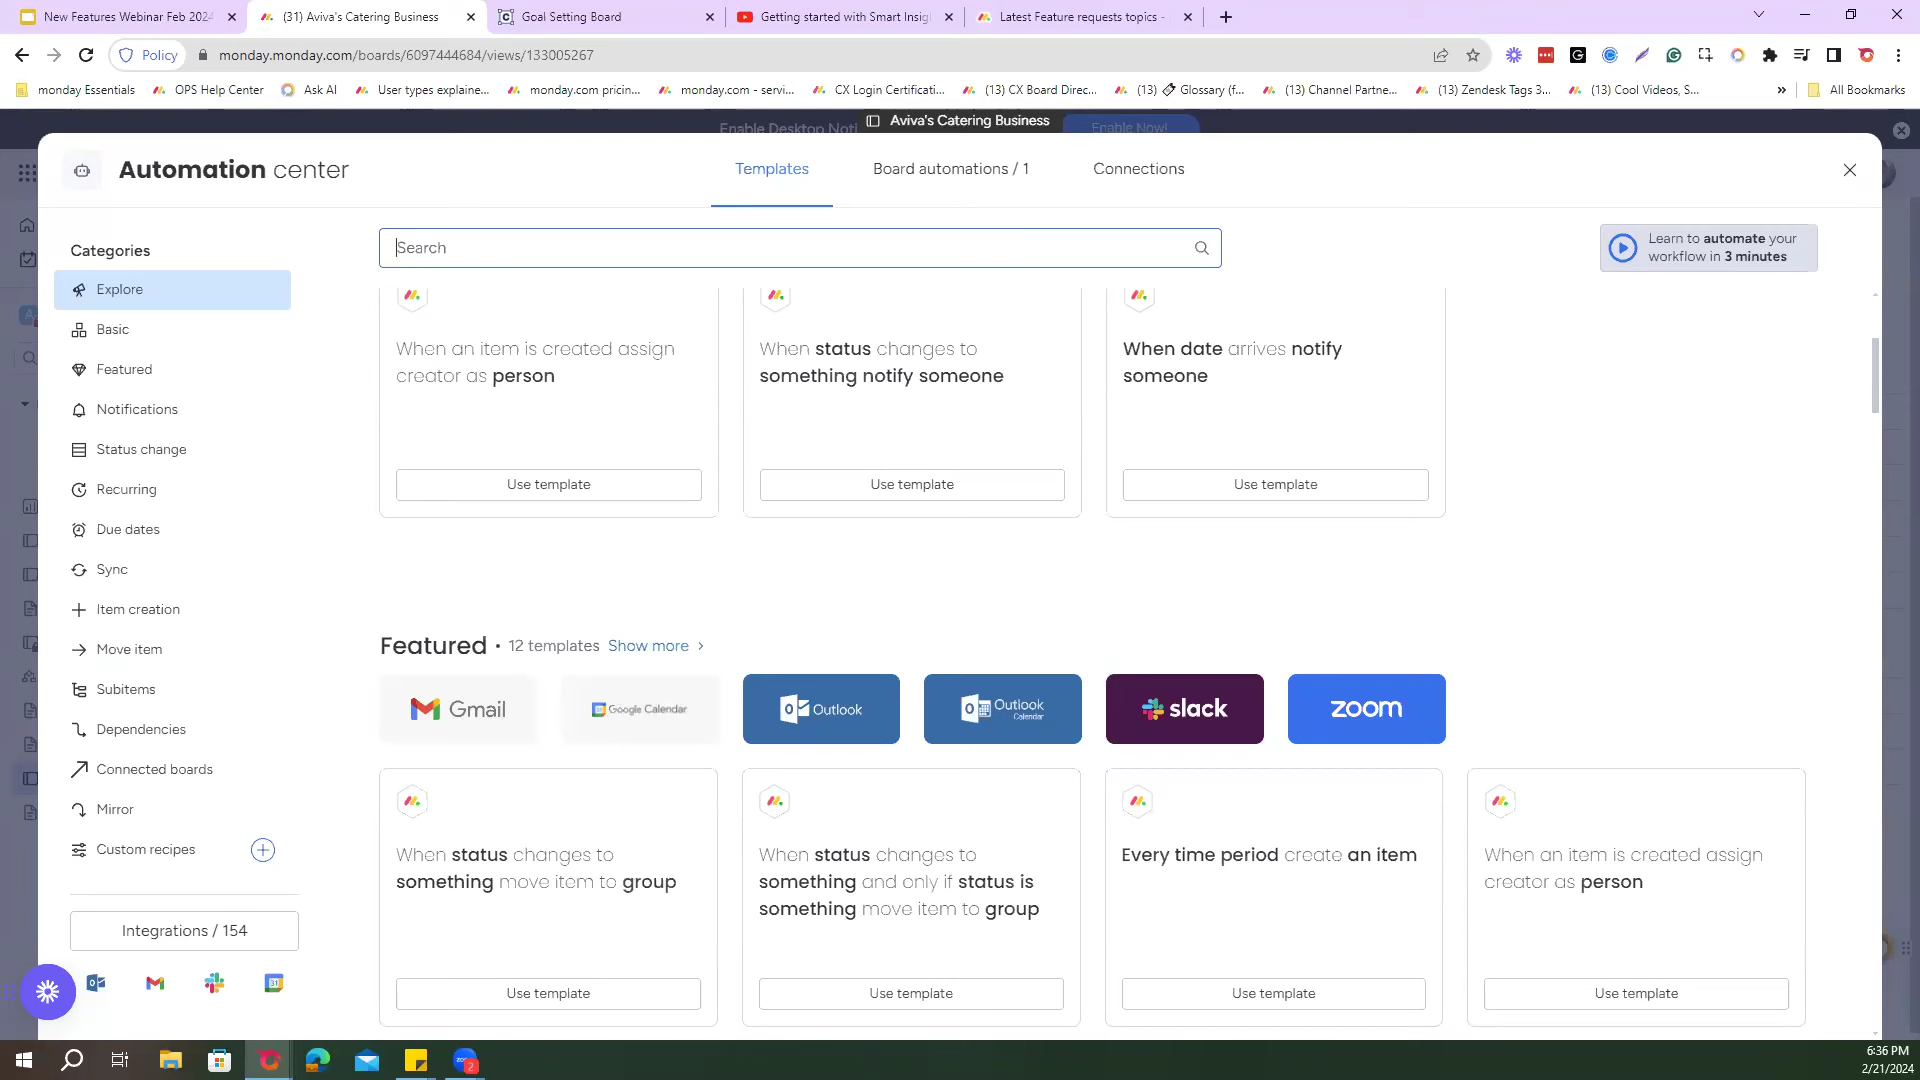 New Features Webinar Feb 2024
(31) Aviva's Catering Business
Goal Setting Board
Getting started with Smart Insigh
Latest Feature requests topics -
Policy
monday.monday.com/boards/6097444684/views/133005267
monday Essentials
OPS Help Center
Ask AI
User types explaine...
monday.com pricin...
monday.com - servi...
CX Login Certificati...
(13) CX Board Direc...
(13) Glossary (f...
(13) Channel Partne...
(13) Zendesk Tags 3...
(13) Cool Videos, S...
»
All Bookmarks
Enable Desktop Noti
Aviva's Catering Business
Enable Now!
Automation center
Templates
Board automations / 1
Connections
Categories
Explore
Basic
Featured
Notifications
Status change
Recurring
Due dates
Sync
Item creation
Move item
Subitems
Dependencies
Connected boards
Mirror
Custom recipes
Integrations / 154
Search
Learn to automate your
workflow in 3 minutes
When an item is created assign
creator as person
Use template
When status changes to
something notify someone
Use template
When date arrives notify
someone
Use template
Featured • 12 templates Show more >
Gmail
Google Calendar
Outlook
Outlook
Calendar
slack
zoom
When status changes to
something move item to group
Use template
When status changes to
something and only if status is
something move item to group
Use template
Every time period create an item
Use template
When an item is created assign
creator as person
Use template
6:36 PM
2/21/2024